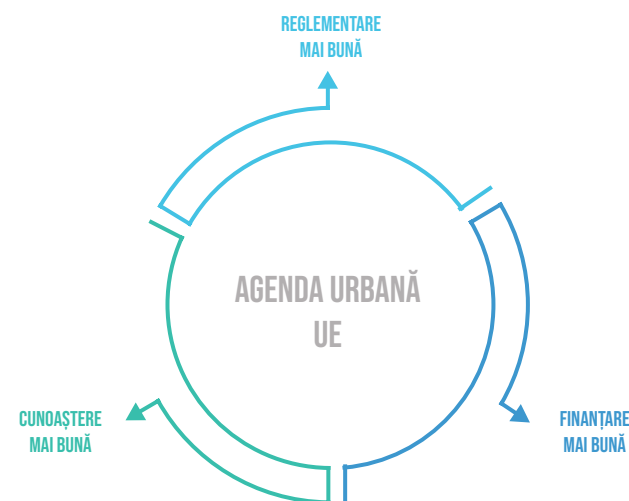 REGLEMENTARE
MAI BUNĂ
AGENDA URBANĂ
UE
CUNOAȘTERE
MAI BUNĂ
FINANȚARE
MAI BUNĂ